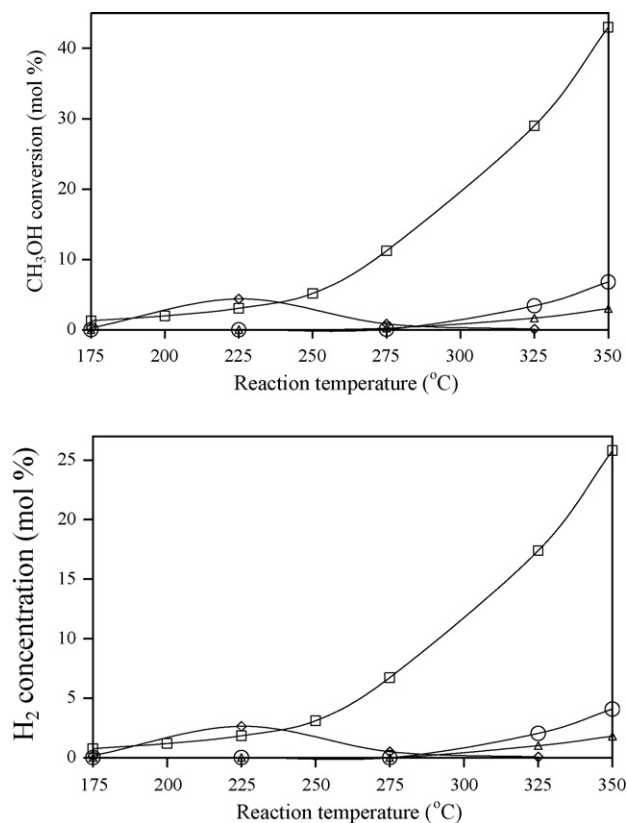 40
30
20
10
0
CH₃OH conversion (mol %)
175 200 225 250 275 300 325 350
Reaction temperature (°C)
25
20
15
10
5
0
H₂ concentration (mol %)
175 200 225 250 275 300 325 350
Reaction temperature (°C)